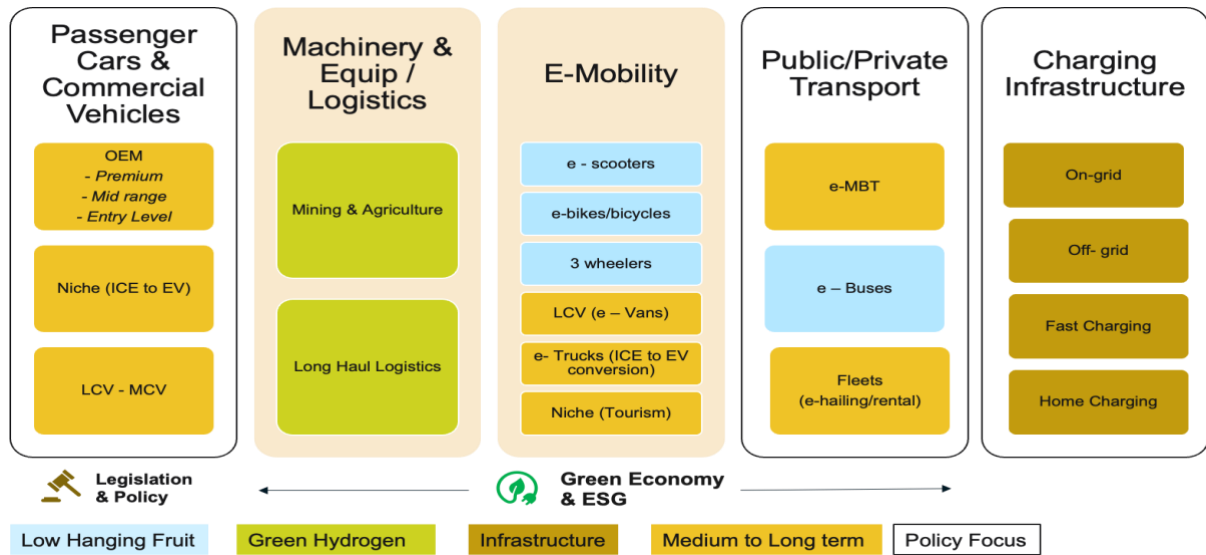 Passenger
Cars &
Commercial
Vehicles
OEM
- Premium
- Mid range
- Entry Level
Niche (ICE to EV)
LCV - MCV
Machinery &
Equip /
Logistics
Mining & Agriculture
Long Haul Logistics
E-Mobility
e - scooters
e-bikes/bicycles
3 wheelers
LCV (e – Vans)
e- Trucks (ICE to EV
conversion)
Niche (Tourism)
Public/Private
Transport
e-MBT
e – Buses
Fleets
(e-hailing/rental)
Charging
Infrastructure
On-grid
Off- grid
Fast Charging
Home Charging
Legislation
& Policy
Green Economy
& ESG
Low Hanging Fruit
Green Hydrogen
Infrastructure
Medium to Long term
Policy Focus